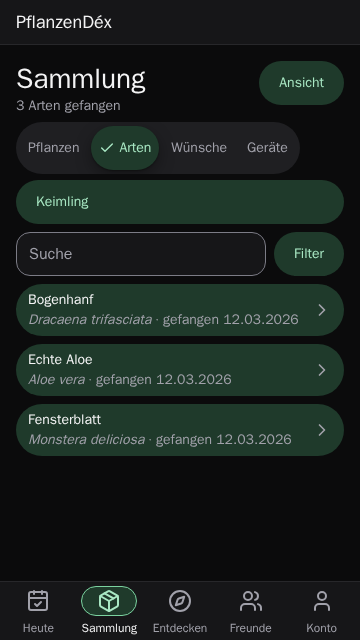 PflanzenDéx
Sammlung
Ansicht
3 Arten gefangen
Pflanzen
Arten
Wünsche
Geräte
Keimling
Suche
Filter
Bogenhanf
Dracaena trifasciata · gefangen 12.03.2026
Echte Aloe
Aloe vera · gefangen 12.03.2026
Fensterblatt
Monstera deliciosa · gefangen 12.03.2026
Heute
Sammlung
Entdecken
Freunde
Konto